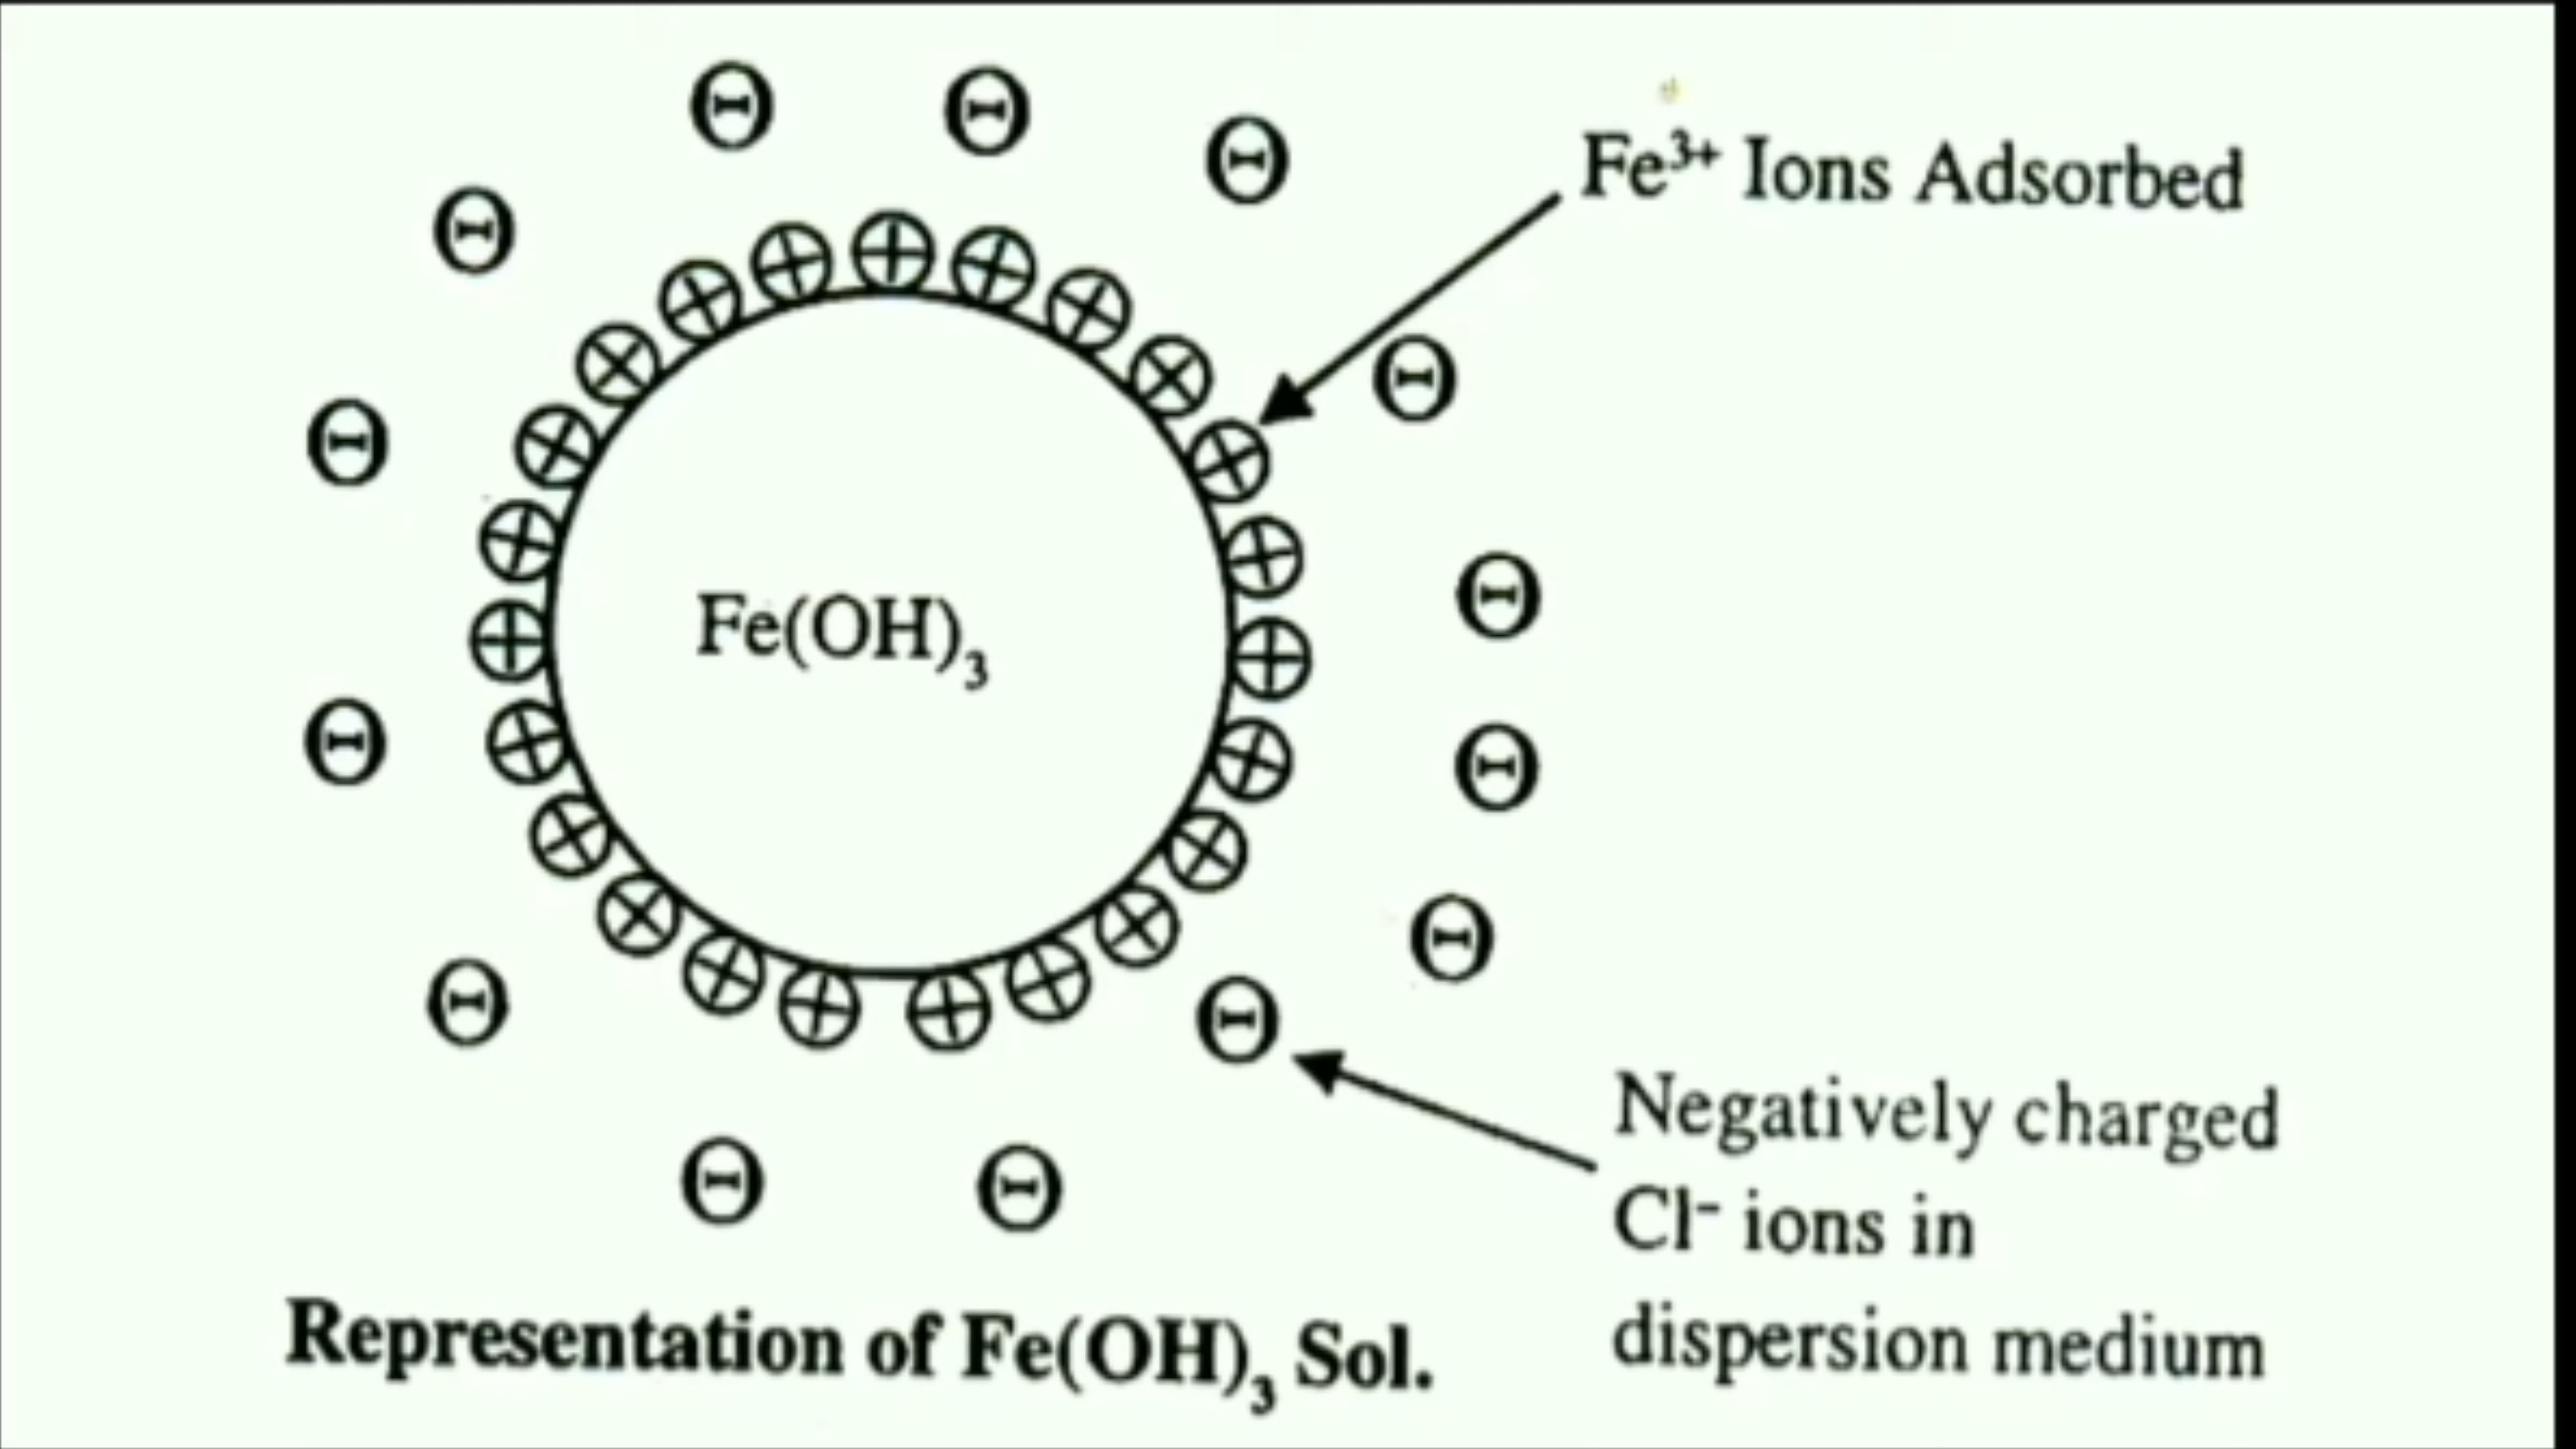 Fe³⁺ Ions Adsorbed
Fe(OH)₃
Negatively charged
Cl⁻ ions in
dispersion medium
Representation of Fe(OH)₃ Sol.